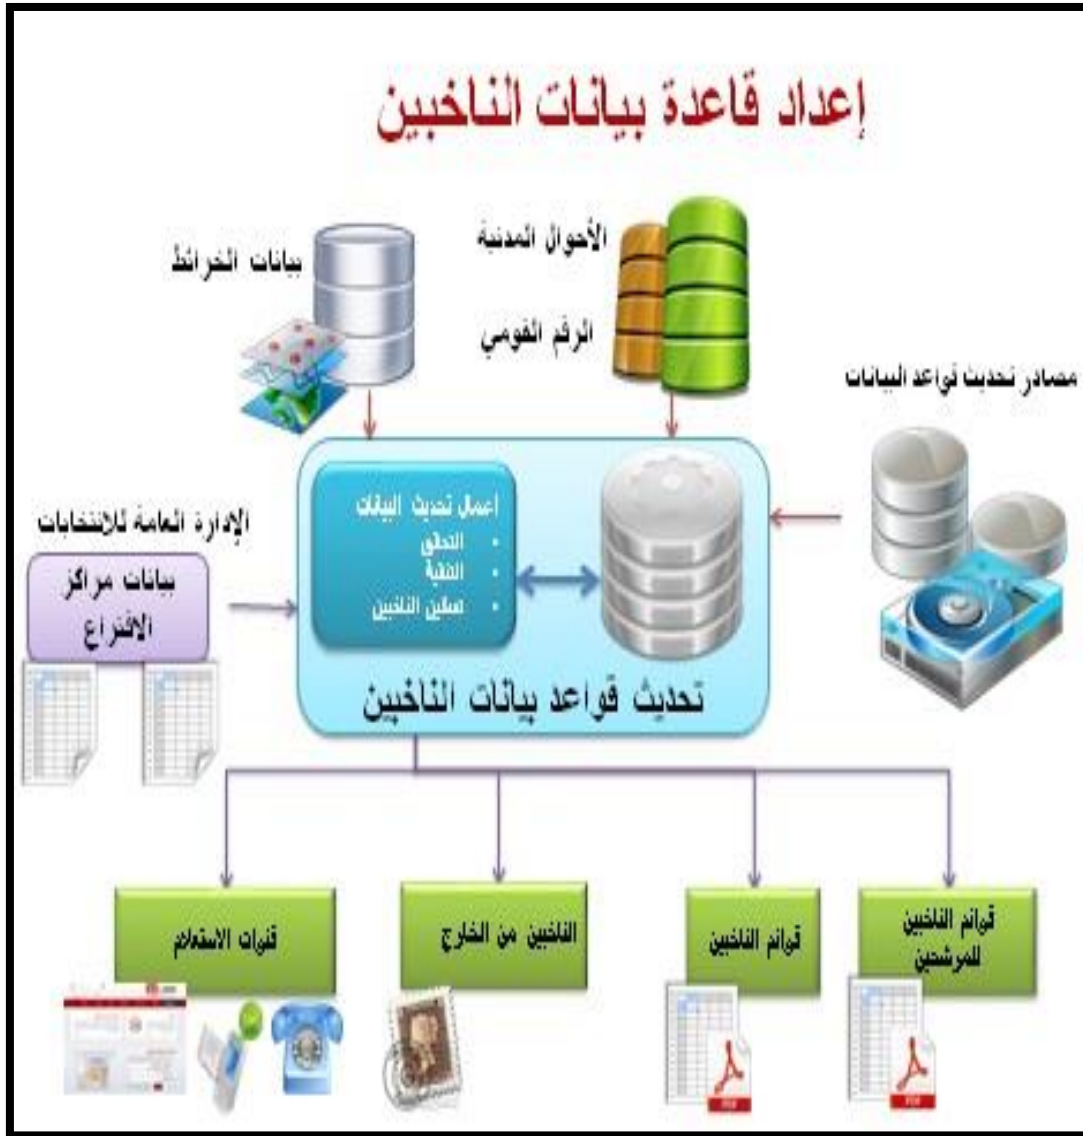 إعداد قاعدة بيانات الناخبين
الأحوال المدنية
الرقم القومي
بيانات الخرائط
مصادر تحديث قواعد البيانات
الإدارة العامة للانتخابات
بيانات مراكز
الاقتراع
أعمال تحديث البيانات
• التحقق
• التنقية
• تسكين الناخبين
تحديث قواعد بيانات الناخبين
قوائم الناخبين
للمرشحين
قوائم الناخبين
الناخبين من الخارج
قنوات الاستعلام
PDF
PDF